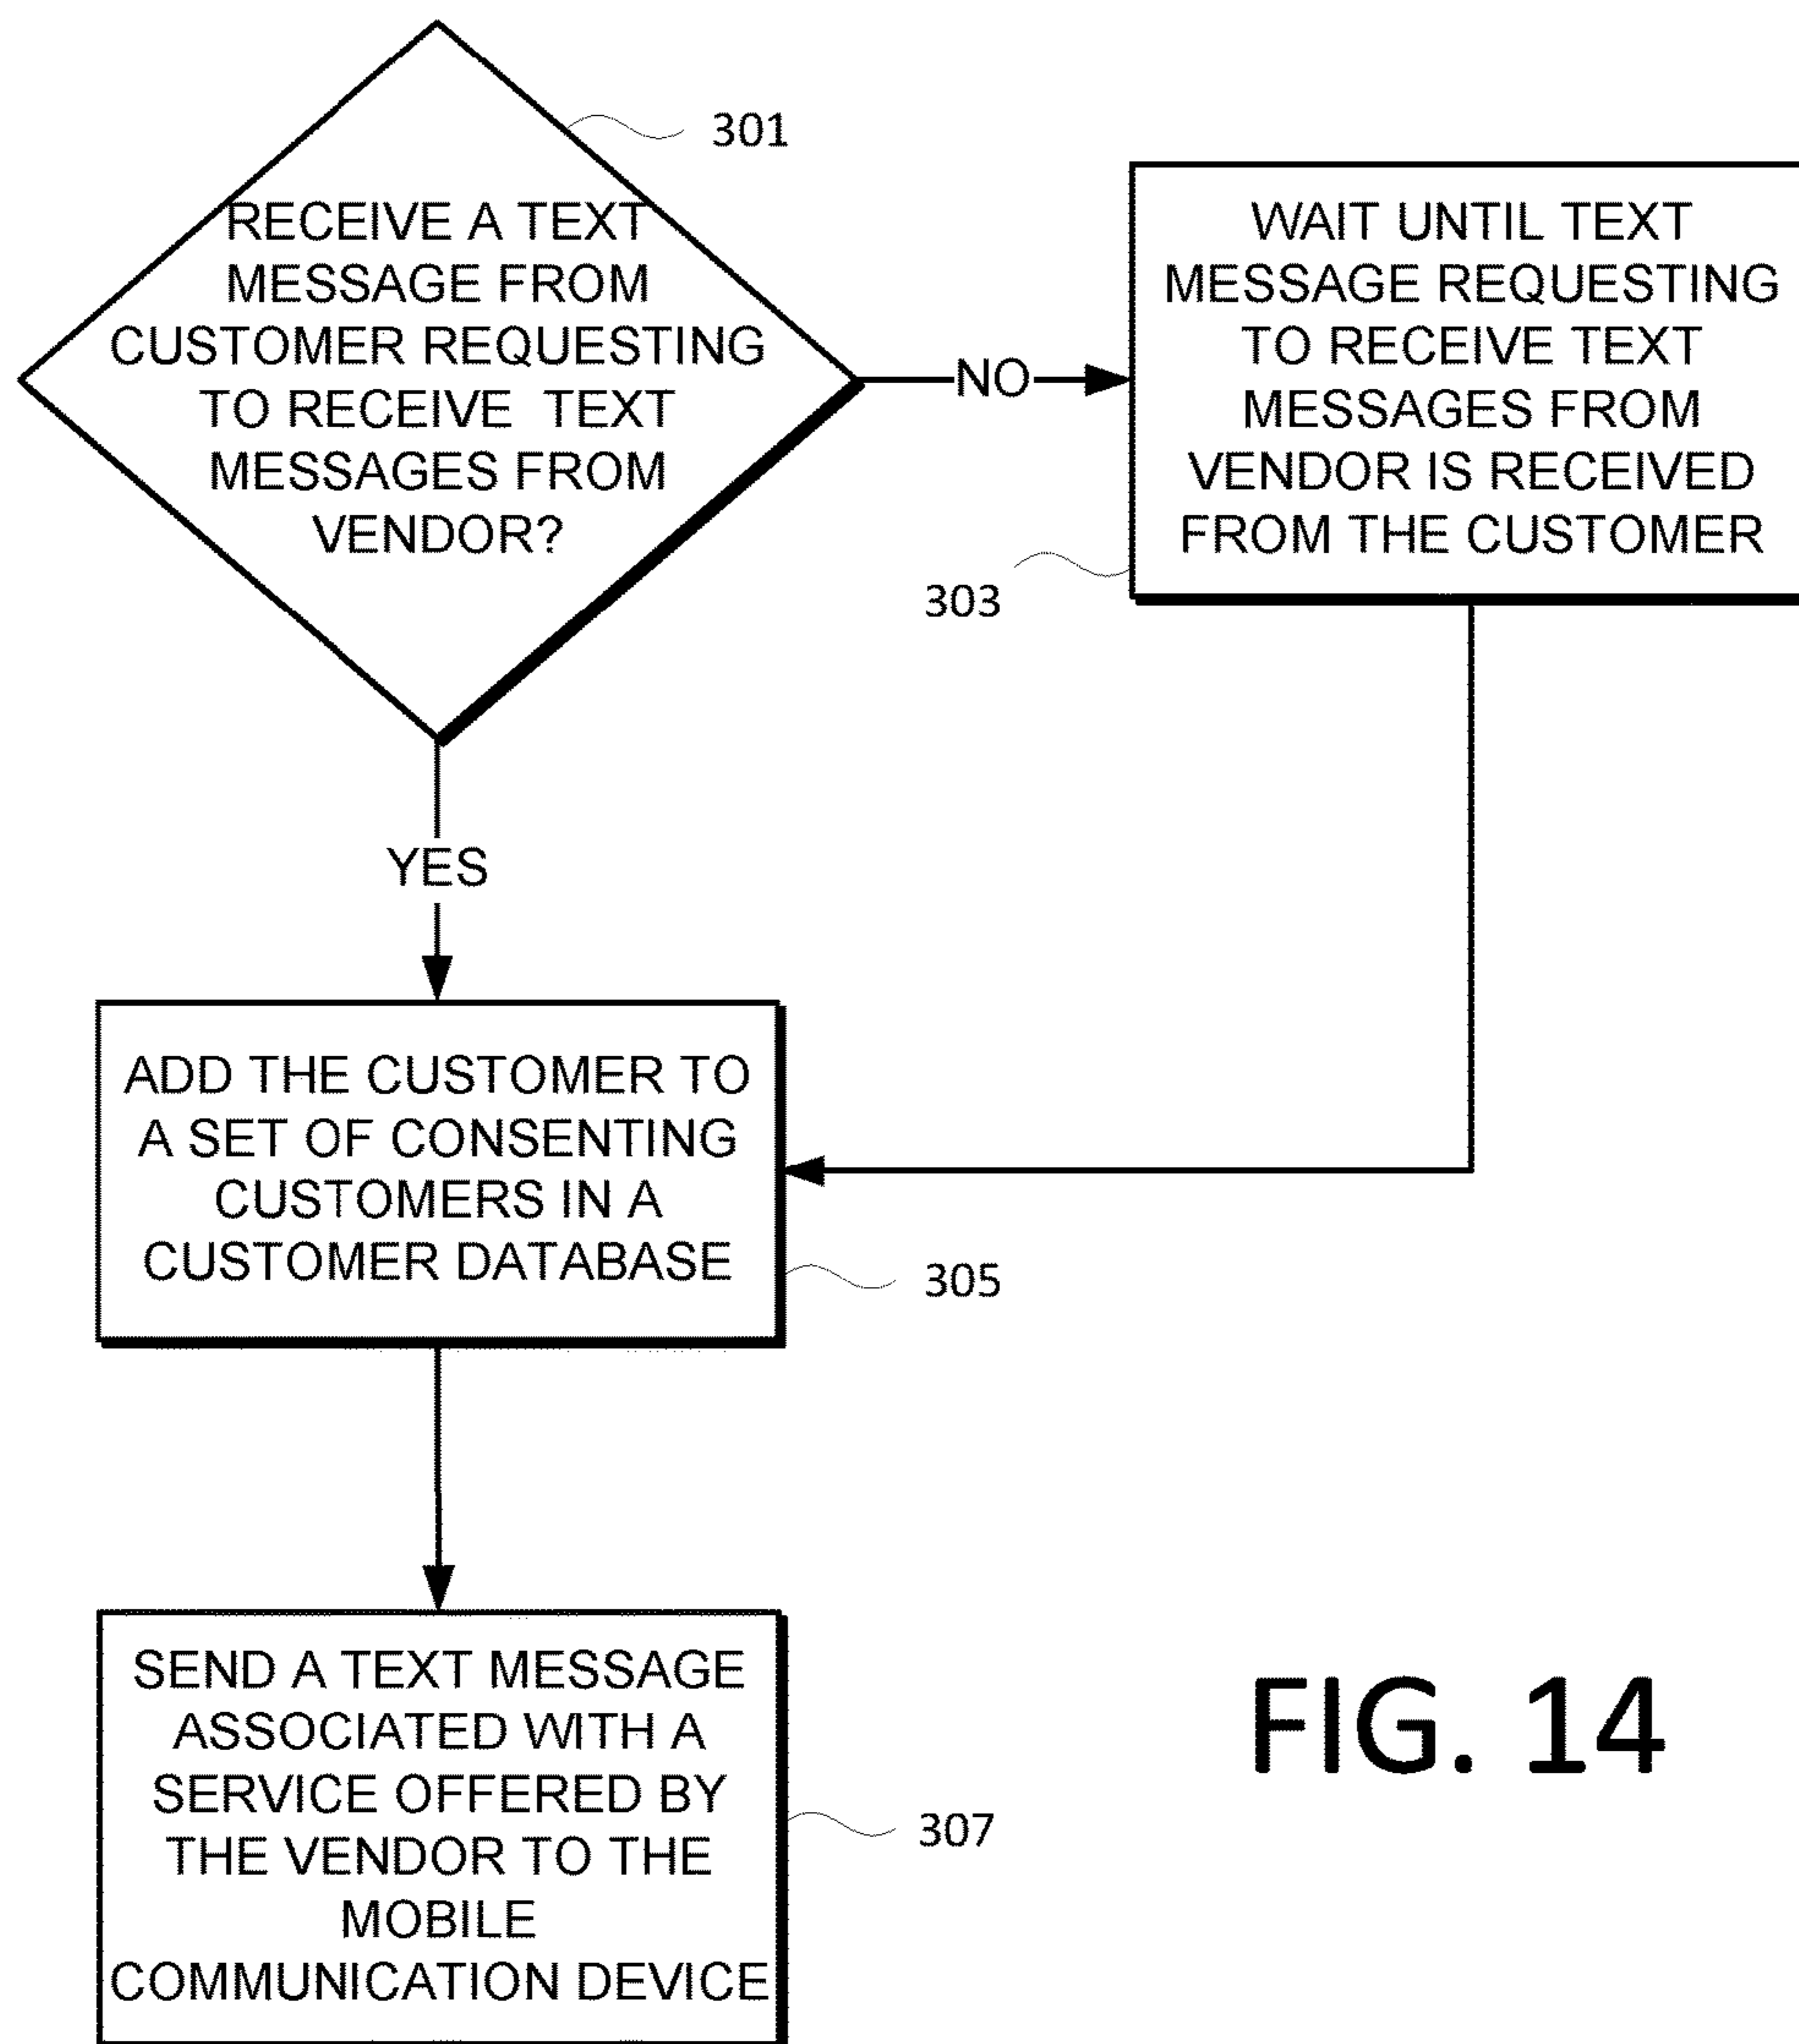 301
RECEIVE A TEXT
MESSAGE FROM
CUSTOMER REQUESTING
TO RECEIVE TEXT
MESSAGES FROM
VENDOR?
NO
WAIT UNTIL TEXT
MESSAGE REQUESTING
TO RECEIVE TEXT
MESSAGES FROM
VENDOR IS RECEIVED
FROM THE CUSTOMER
303
YES
ADD THE CUSTOMER TO
A SET OF CONSENTING
CUSTOMERS IN A
CUSTOMER DATABASE
305
SEND A TEXT MESSAGE
ASSOCIATED WITH A
SERVICE OFFERED BY
THE VENDOR TO THE
MOBILE
COMMUNICATION DEVICE
307
FIG. 14